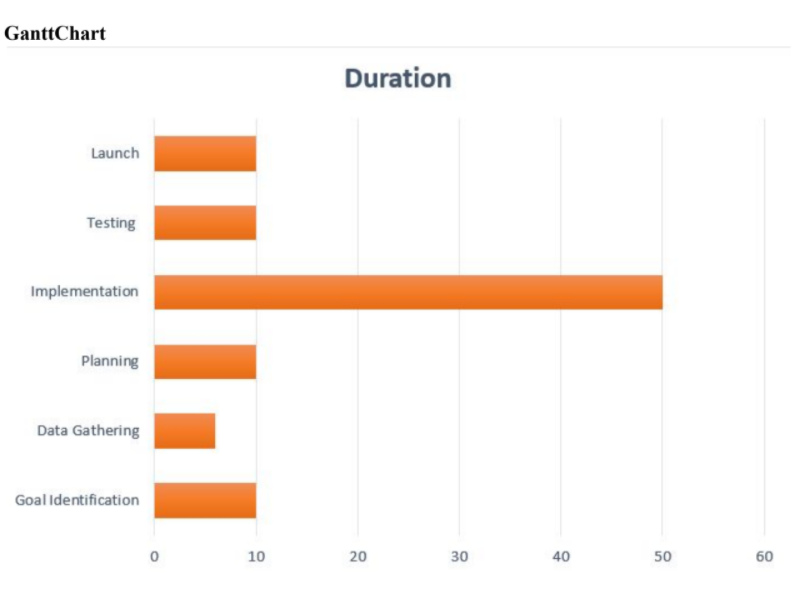 GanttChart
Duration
Launch
Testing
Implementation
Planning
Data Gathering
Goal Identification
0 10 20 30 40 50 60